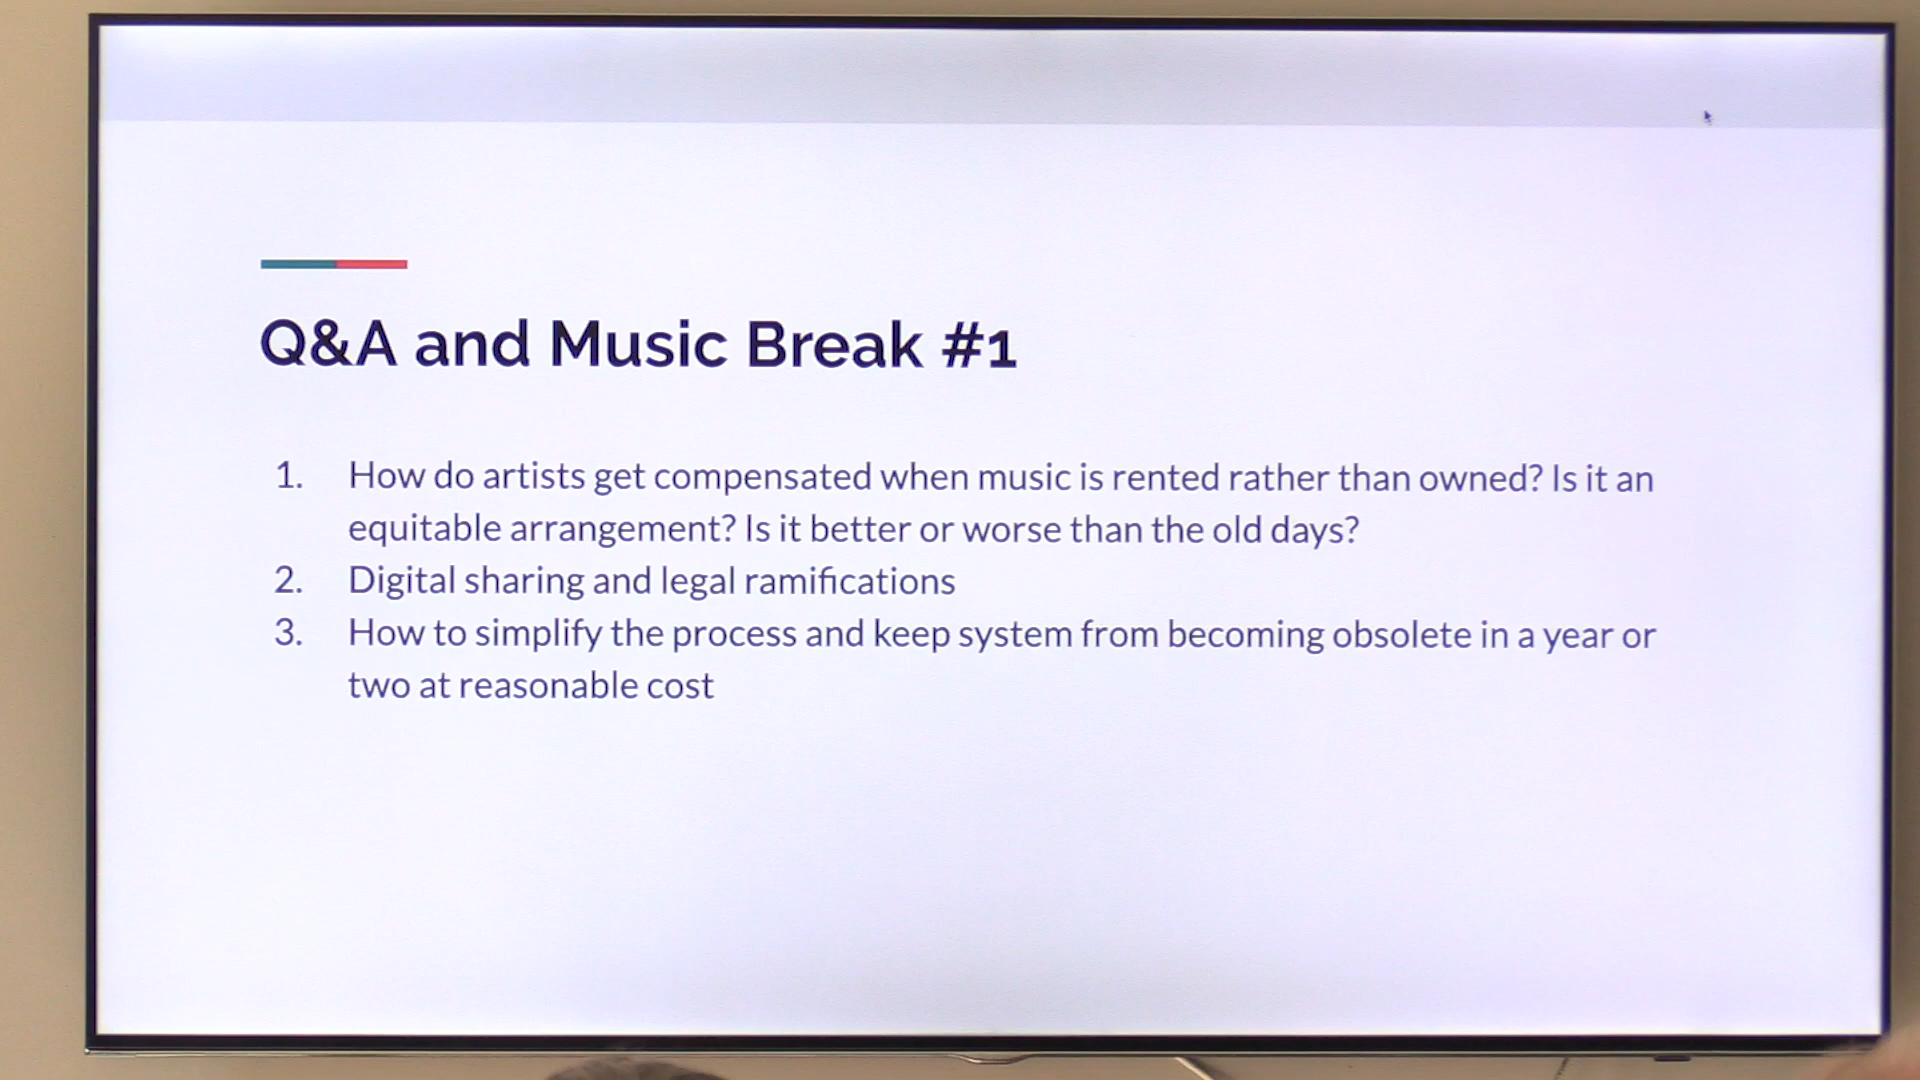 Q&A and Music Break #1
1. How do artists get compensated when music is rented rather than owned? Is it an
equitable arrangement? Is it better or worse than the old days?
2. Digital sharing and legal ramifications
3. How to simplify the process and keep system from becoming obsolete in a year or
two at reasonable cost